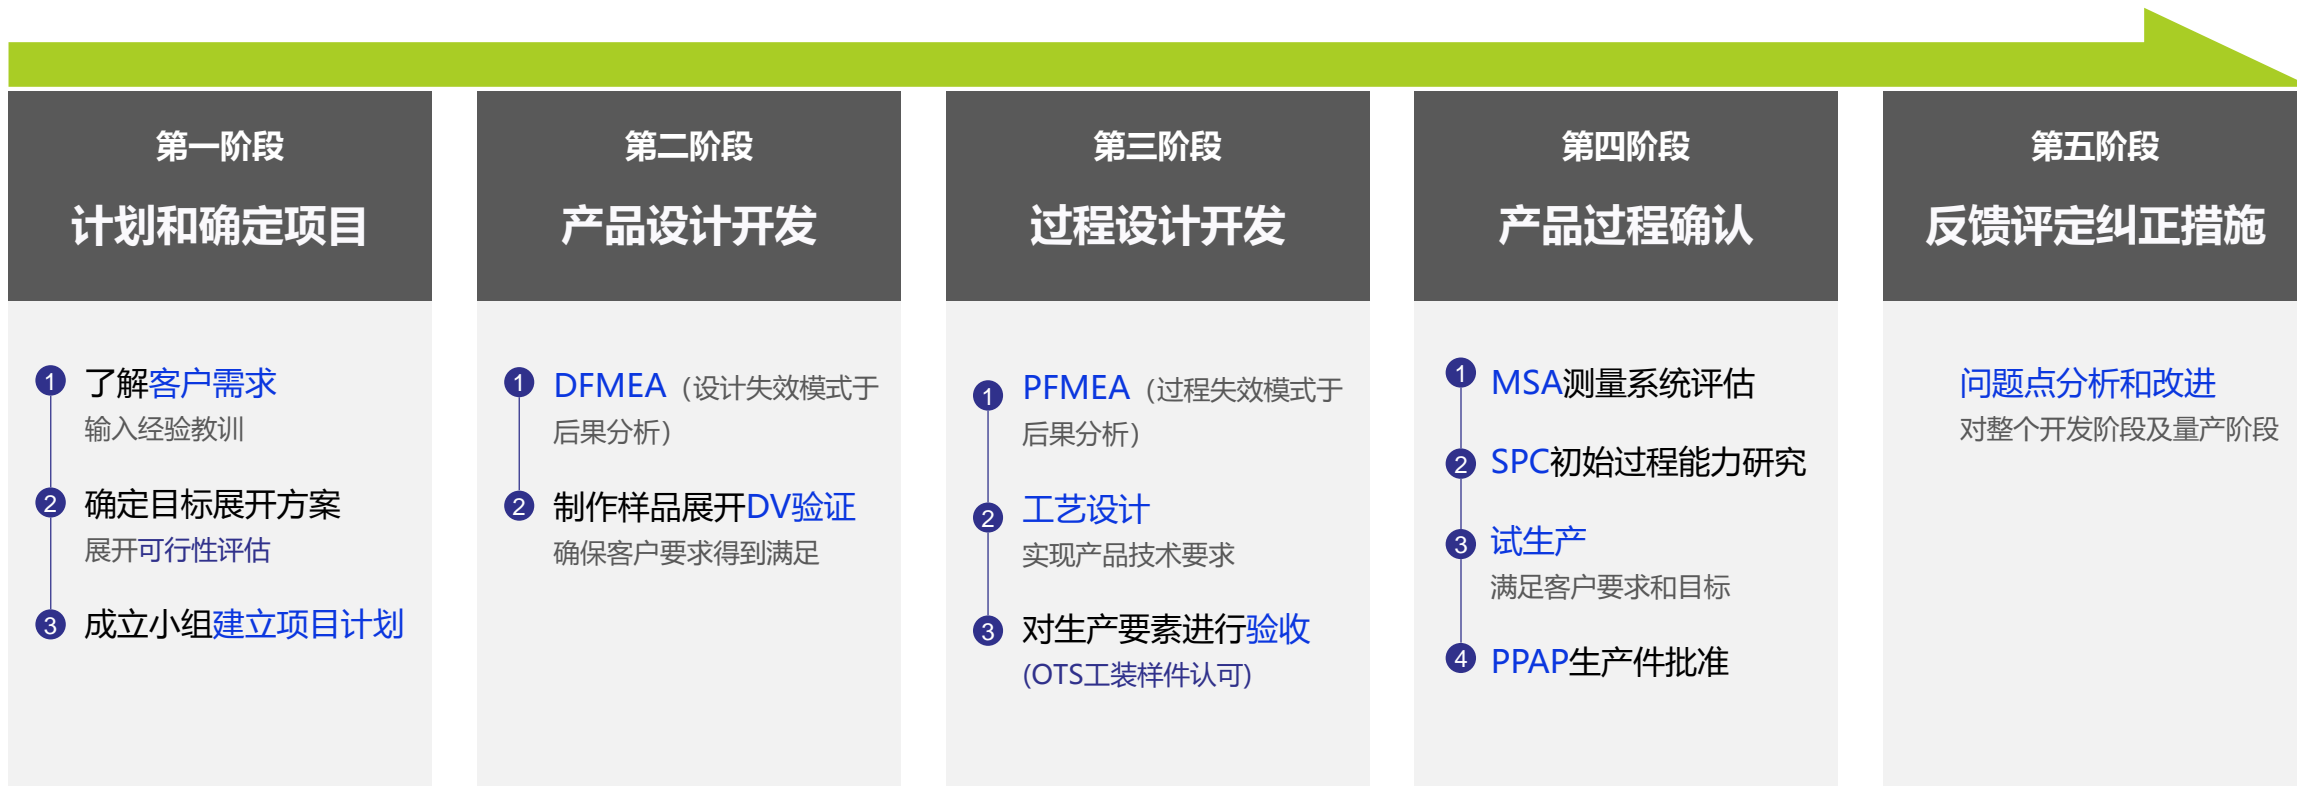 第一阶段
计划和确定项目
1 了解客户需求
输入经验教训
2 确定目标展开方案
展开可行性评估
3 成立小组建立项目计划
第二阶段
产品设计开发
1 DFMEA（设计失效模式于
后果分析）
2 制作样品展开DV验证
确保客户要求得到满足
第三阶段
过程设计开发
1 PFMEA（过程失效模式于
后果分析）
2 工艺设计
实现产品技术要求
3 对生产要素进行验收
(OTS工装样件认可)
第四阶段
产品过程确认
1 MSA测量系统评估
2 SPC初始过程能力研究
3 试生产
满足客户要求和目标
4 PPAP生产件批准
第五阶段
反馈评定纠正措施
问题点分析和改进
对整个开发阶段及量产阶段